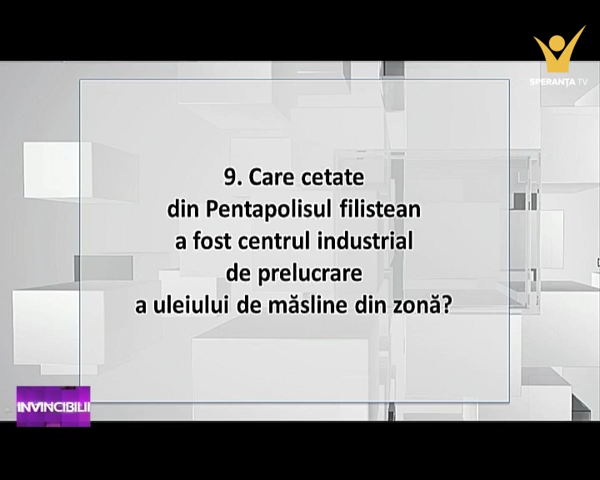 SPERANȚA TV
9. Care cetate
din Pentapolisul filistean
a fost centrul industrial
de prelucrare
a uleiului de măsline din zonă?
INVINCIBILII